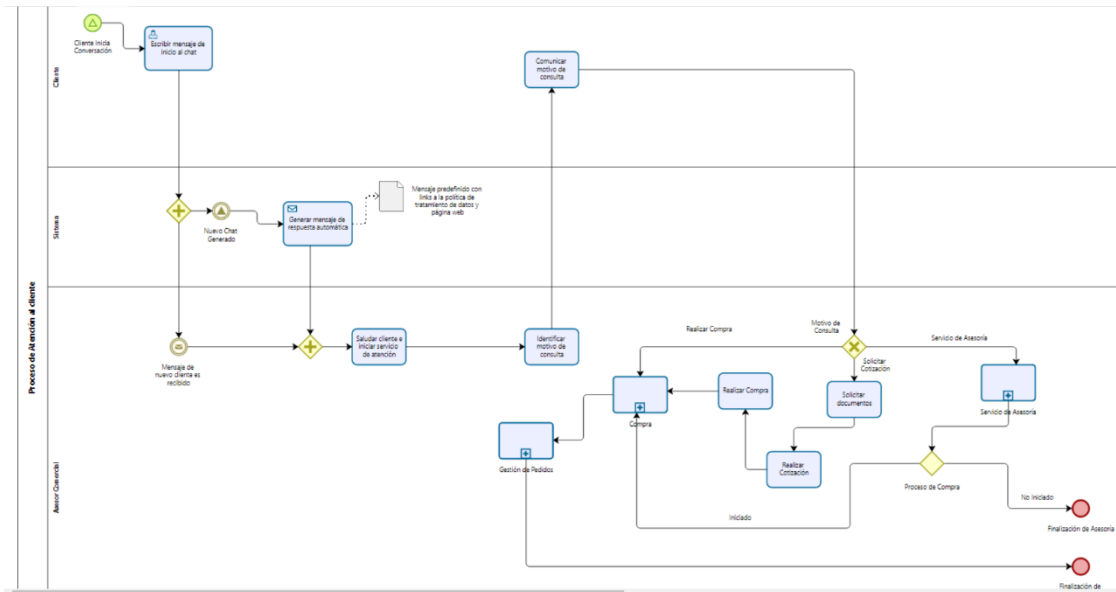 Proceso de Atención al cliente
Cliente
Cliente Inicia
Conversación
Escribir mensaje de
inicio al chat
Comunicar
motivo de
consulta
Sistema
Nuevo Chat
Generado
Generar mensaje de
respuesta automática
Mensaje predefinido con
links a la política de
tratamiento de datos y
página web
Asesor Comercial
Mensaje de
nuevo cliente es
recibido
Saludar cliente e
iniciar servicio
de atención
Identificar
motivo de
consulta
Realizar Compra
Motivo de
Consulta
Servicio de Asesoría
Solicitar
Cotización
Compra
Realizar Compra
Solicitar
documentos
Servicio de Asesoría
Gestión de Pedidos
Realizar
Cotización
Proceso de Compra
Iniciado
No Iniciado
Finalización de Asesoría
Finalización de